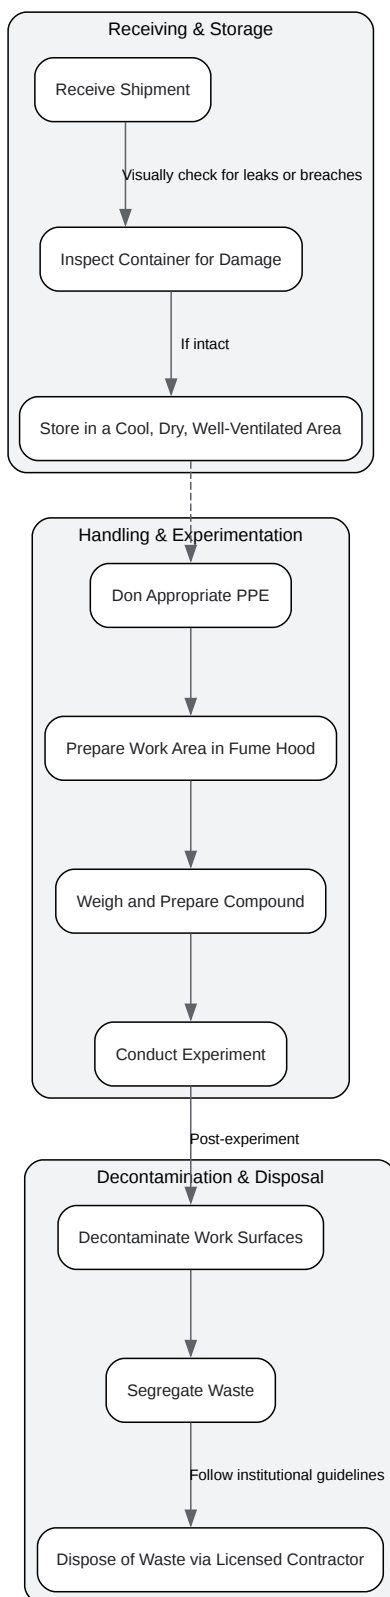 Receiving & Storage
Receive Shipment
Visually check for leaks or breaches
Inspect Container for Damage
If intact
Store in a Cool, Dry, Well-Ventilated Area
Handling & Experimentation
Don Appropriate PPE
Prepare Work Area in Fume Hood
Weigh and Prepare Compound
Conduct Experiment
Post-experiment
Decontamination & Disposal
Decontaminate Work Surfaces
Segregate Waste
Follow institutional guidelines
Dispose of Waste via Licensed Contractor